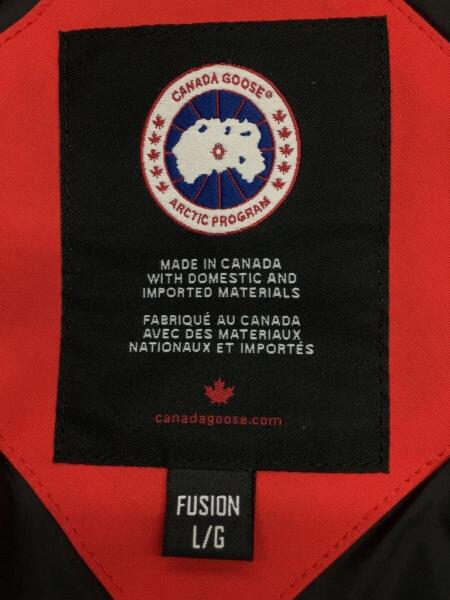 CANADA GOOSE®
ARCTIC PROGRAM
MADE IN CANADA
WITH DOMESTIC AND
IMPORTED MATERIALS
FABRIQUÉ AU CANADA
AVEC DES MATERIAUX
NATIONAUX ET IMPORTÉS
canadagoose.com
FUSION
L/G